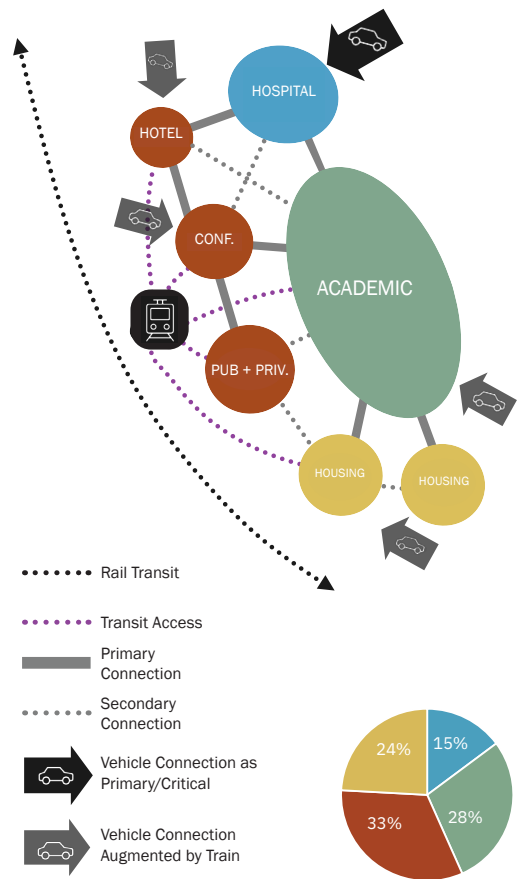 HOSPITAL
HOTEL
CONF.
ACADEMIC
PUB + PRIV.
HOUSING
HOUSING
Rail Transit
Transit Access
Primary
Connection
Secondary
Connection
Vehicle Connection as
Primary/Critical
Vehicle Connection
Augmented by Train
24%
15%
33%
28%